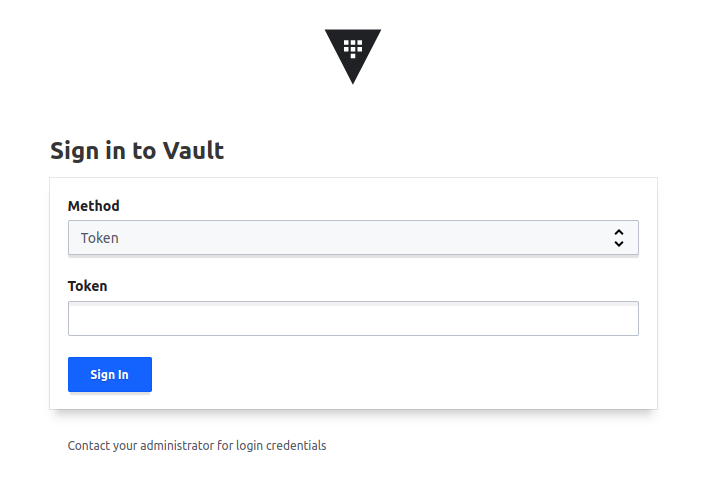 Sign in to Vault
Method
Token
Token
Sign In
Contact your administrator for login credentials